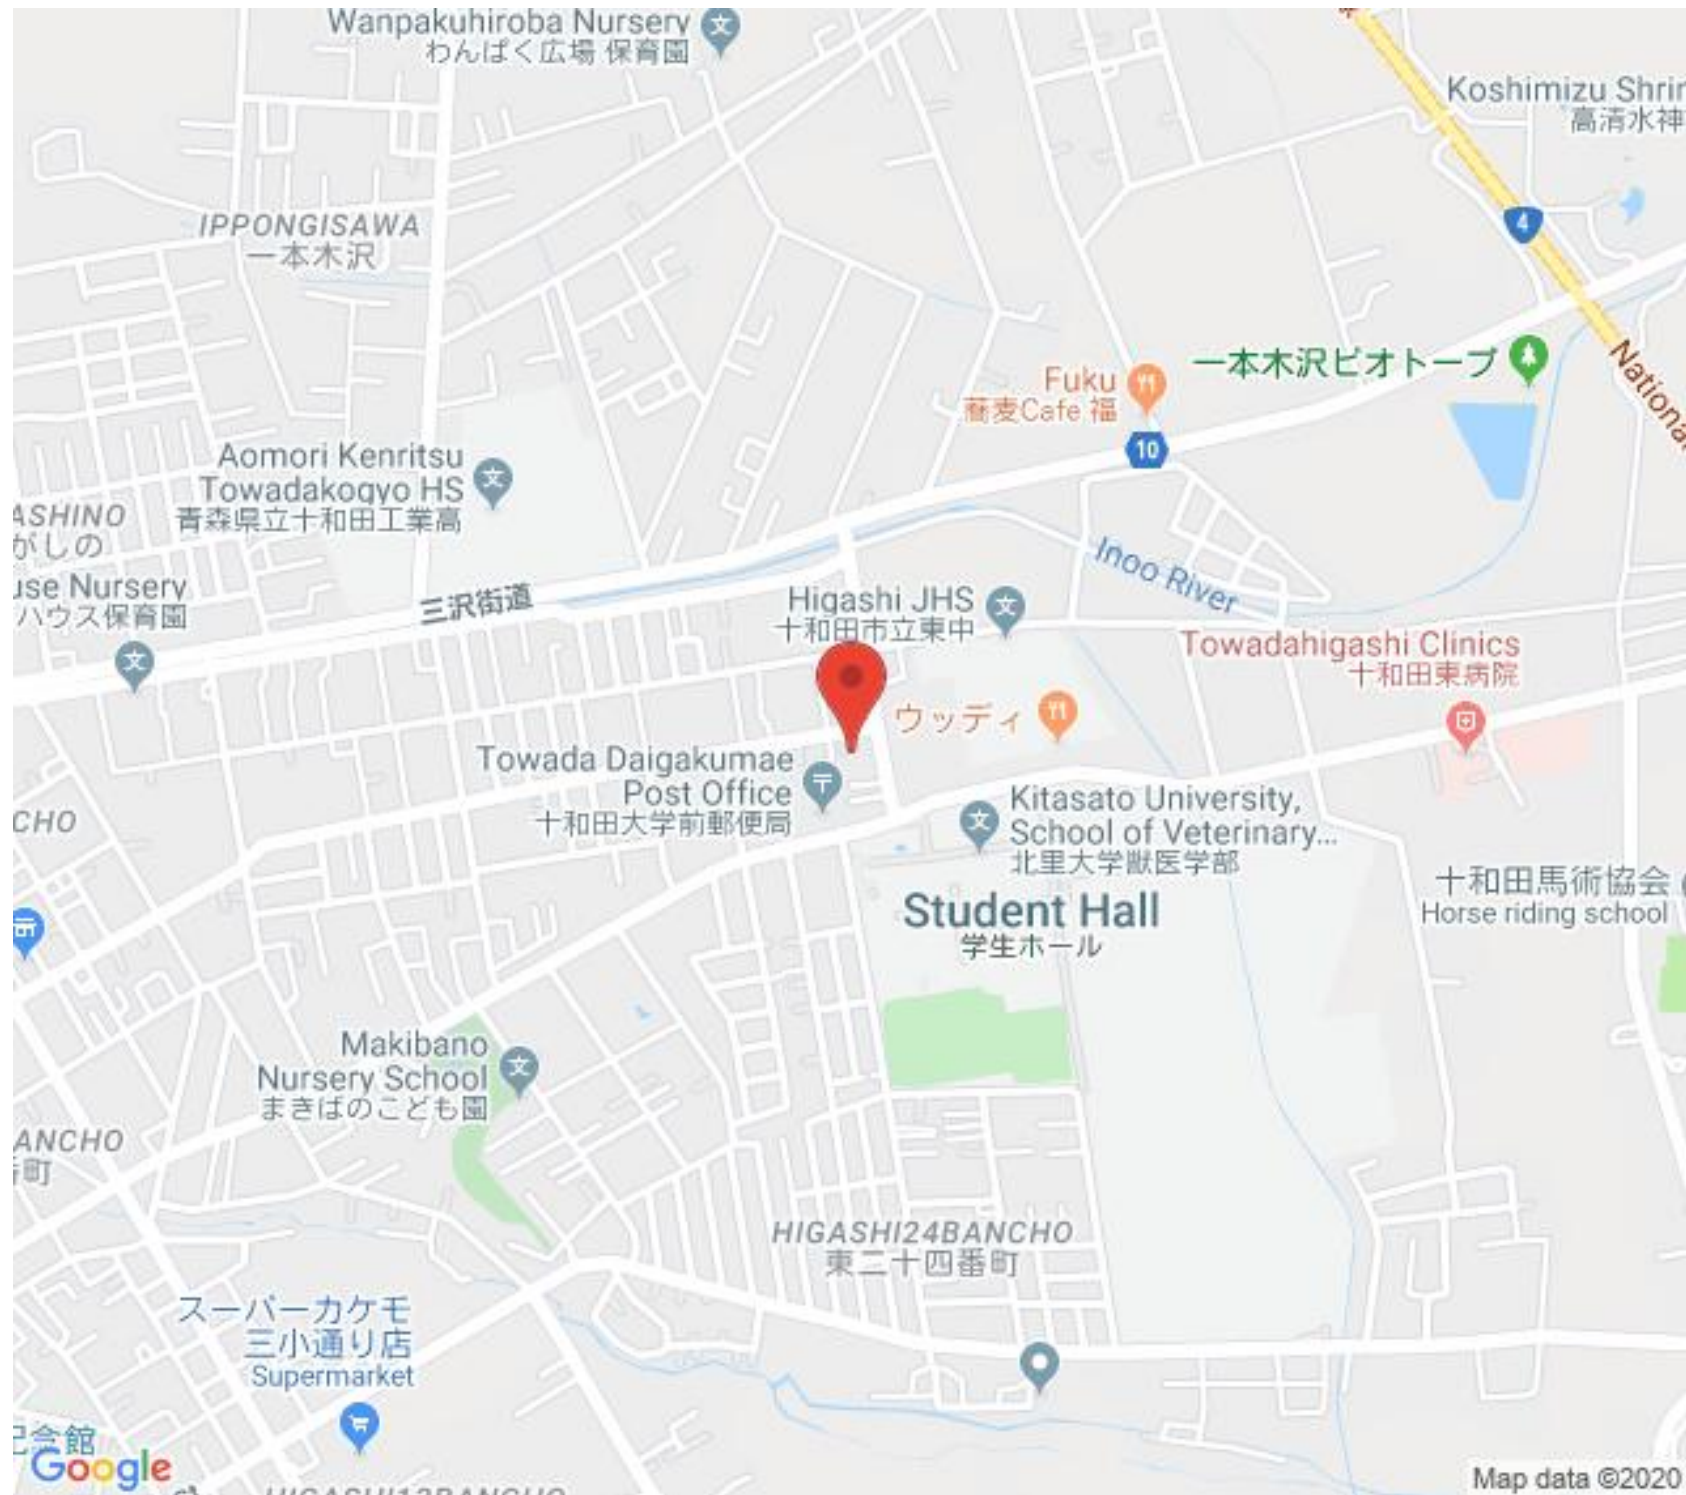 Wanpakuhiroba Nursery
わんぱく広場 保育園
Koshimizu Shrin
高清水神
IPPONGISAWA
一本木沢
4
National
一本木沢ビオトープ
Fuku
蕎麦Cafe 福
10
Aomori Kenritsu
Towadakogyo HS
青森県立十和田工業高
ASHINO
がしの
use Nursery
ハウス保育園
三沢街道
Inoo River
Higashi JHS
十和田市立東中
Towadahigashi Clinics
十和田東病院
ウッディ
Towada Daigakumae
Post Office
十和田大学前郵便局
Kitasato University,
School of Veterinary...
北里大学獣医学部
CHO
十和田馬術協会
Horse riding school
Student Hall
学生ホール
Makibano
Nursery School
まきばのこども園
ANCHO
番町
HIGASHI24BANCHO
東二十四番町
スーパーカケモ
三小通り店
Supermarket
記念館
Google
HIGASHI13BANCHO
Map data ©2020